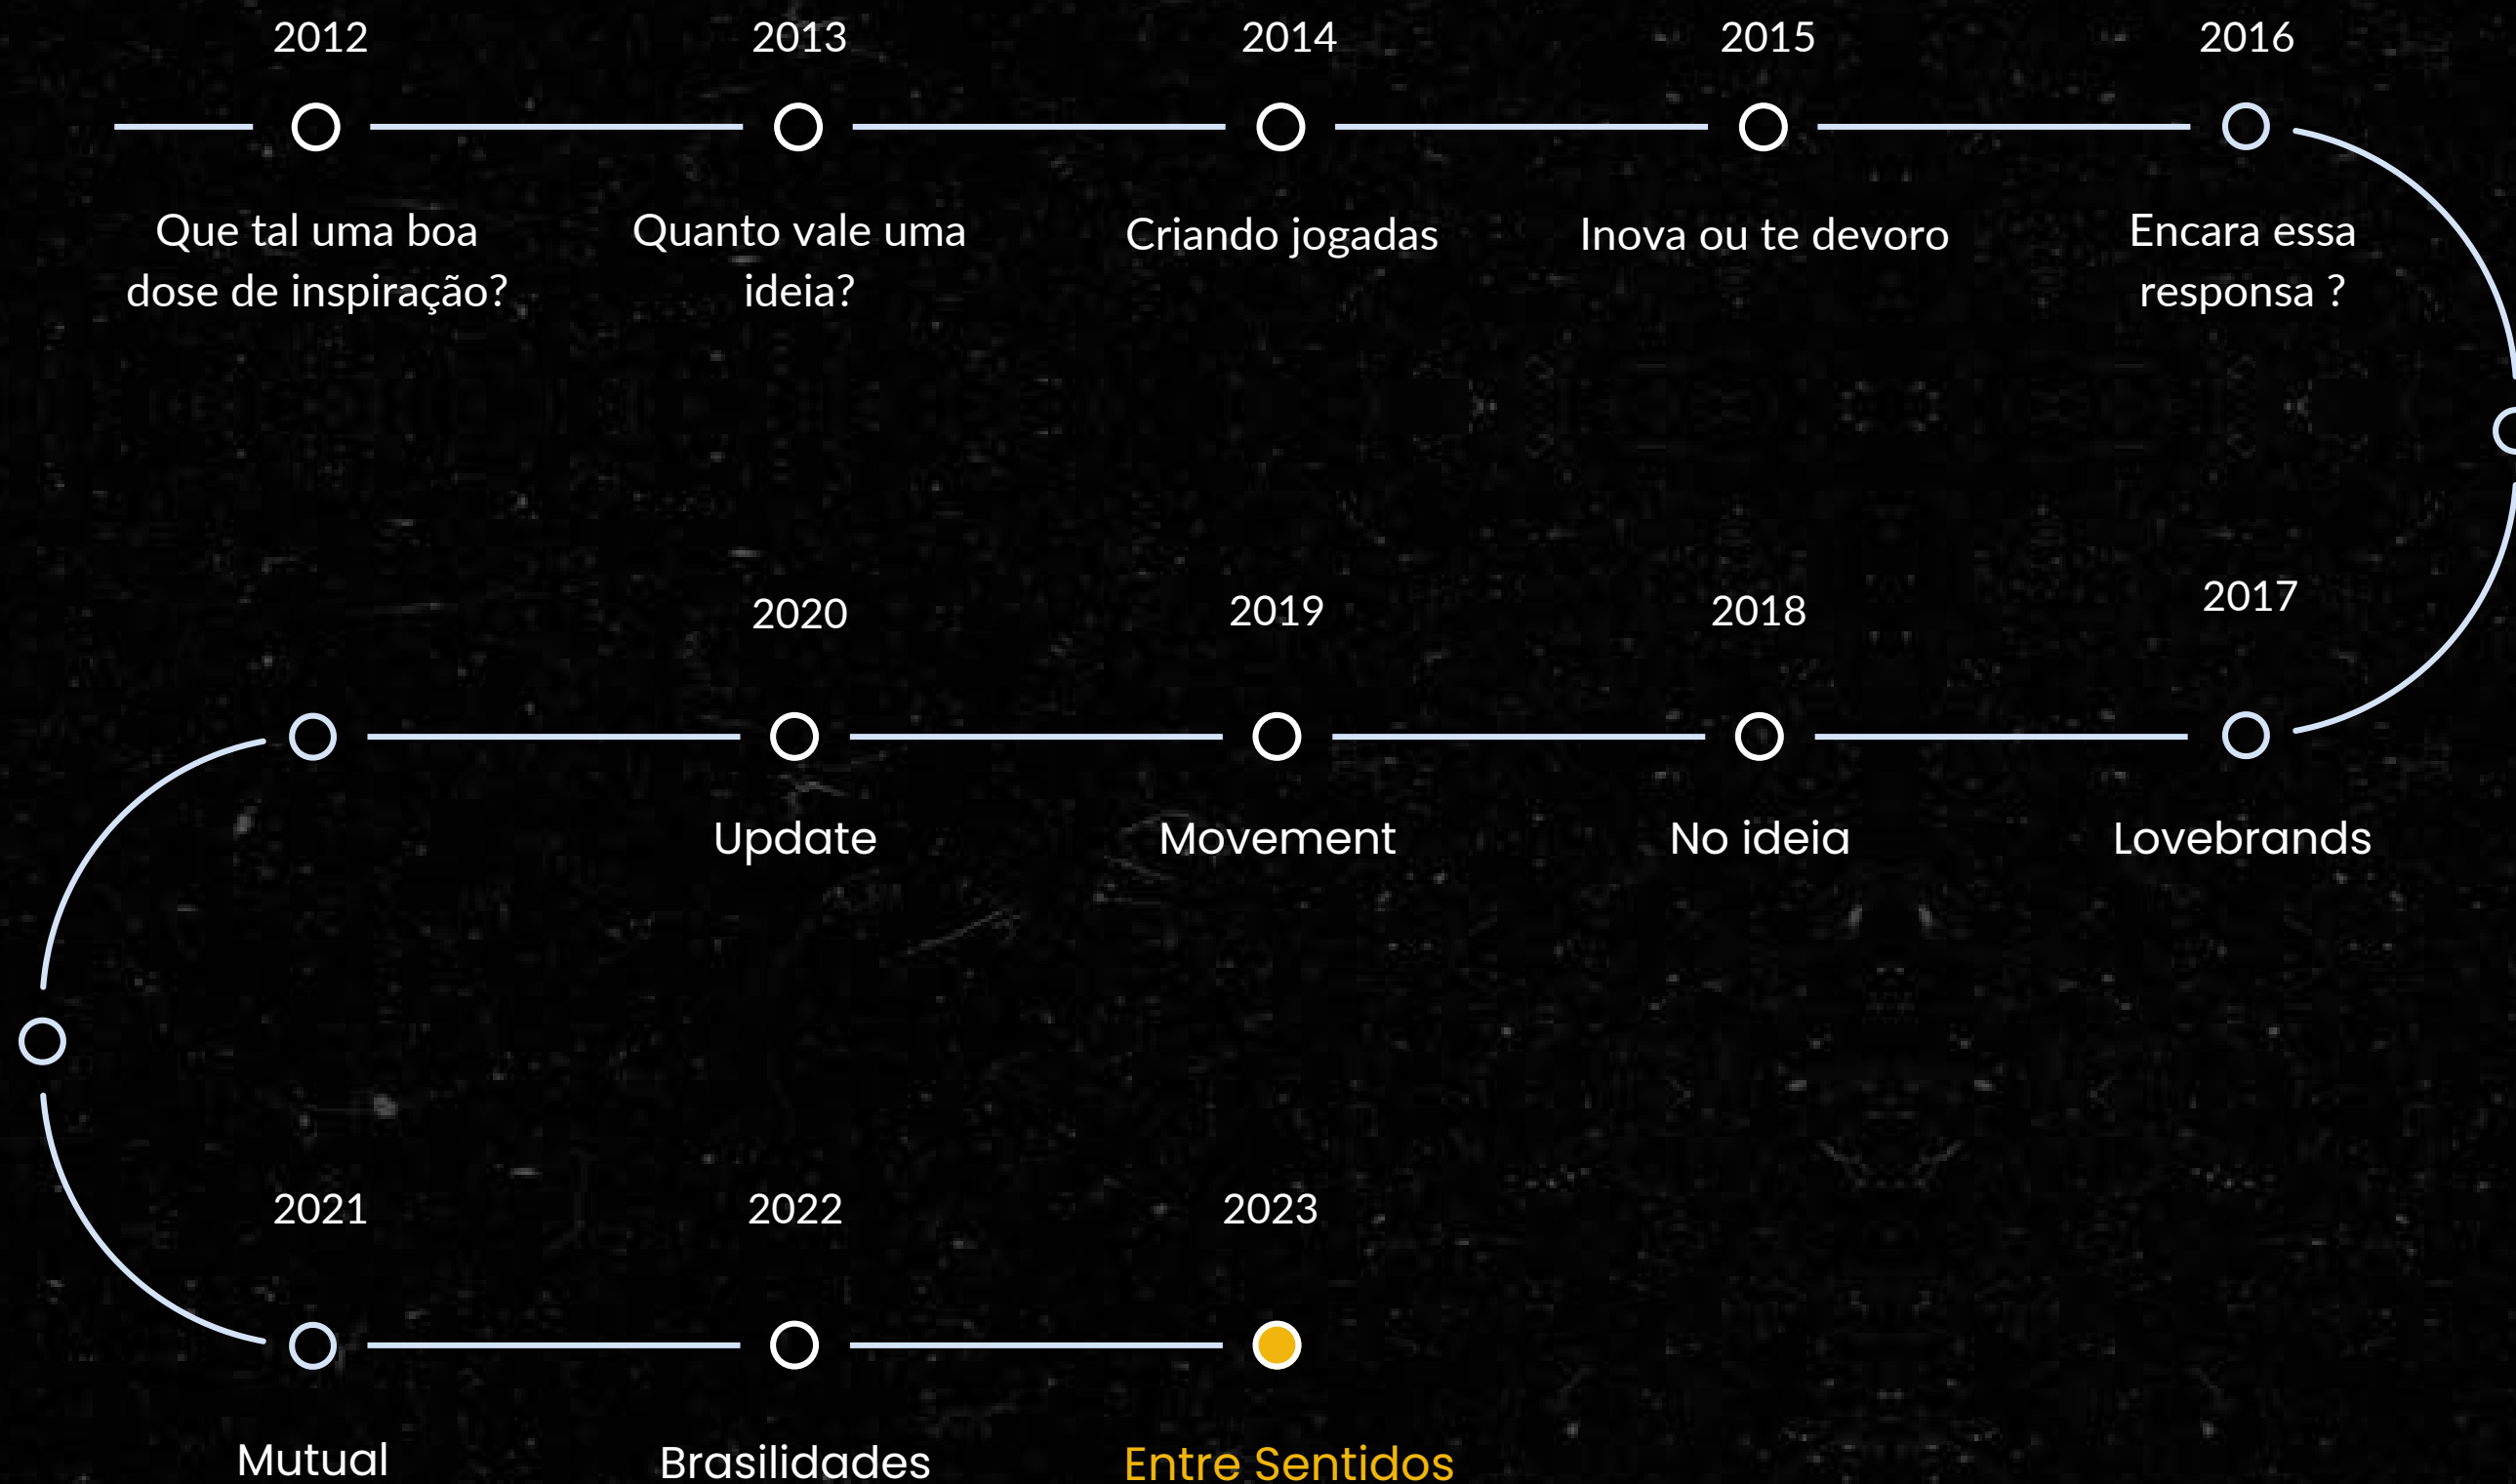 2012
2013
2014
2015
2016
Que tal uma boa
dose de inspiração?
Quanto vale uma
ideia?
Criando jogadas
Inova ou te devoro
Encara essa
responsa ?
2020
2019
2018
2017
Update
Movement
No ideia
Lovebrands
2021
2022
2023
Mutual
Brasilidades
Entre Sentidos